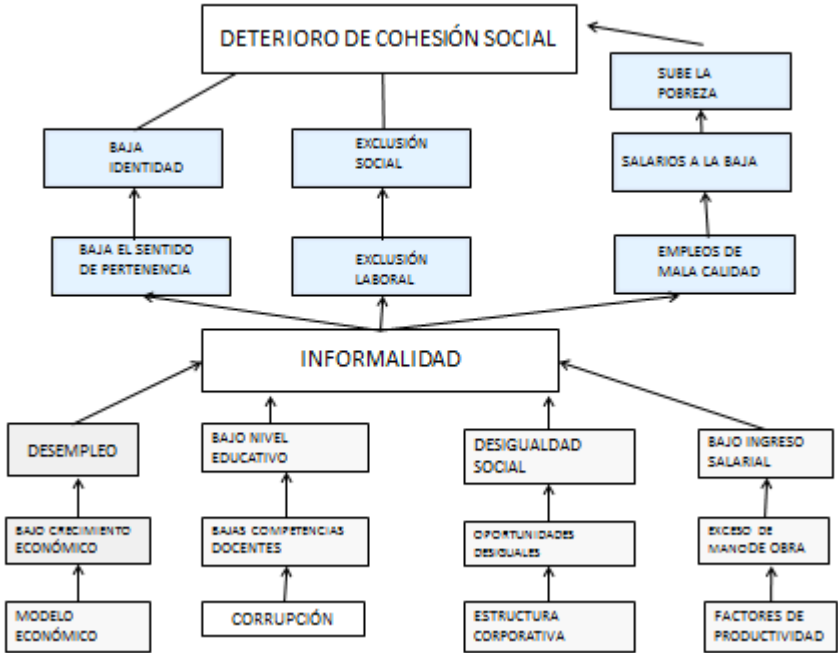 DETERIORO DE COHESIÓN SOCIAL
SUBE LA
POBREZA
BAJA
IDENTIDAD
EXCLUSIÓN
SOCIAL
SALARIOS A LA BAJA
BAJA EL SENTIDO
DE PERTENENCIA
EXCLUSIÓN
LABORAL
EMPLEOS DE
MALA CALIDAD
INFORMALIDAD
DESEMPLEO
BAJO NIVEL
EDUCATIVO
DESIGUALDAD
SOCIAL
BAJO INGRESO
SALARIAL
BAJO CRECIMIENTO
ECONÓMICO
BAJAS COMPETENCIAS
DOCENTES
OPORTUNIDADES
DESIGUALES
EXCESO DE
MANO DE OBRA
MODELO
ECONÓMICO
CORRUPCIÓN
ESTRUCTURA
CORPORATIVA
FACTORES DE
PRODUCTIVIDAD